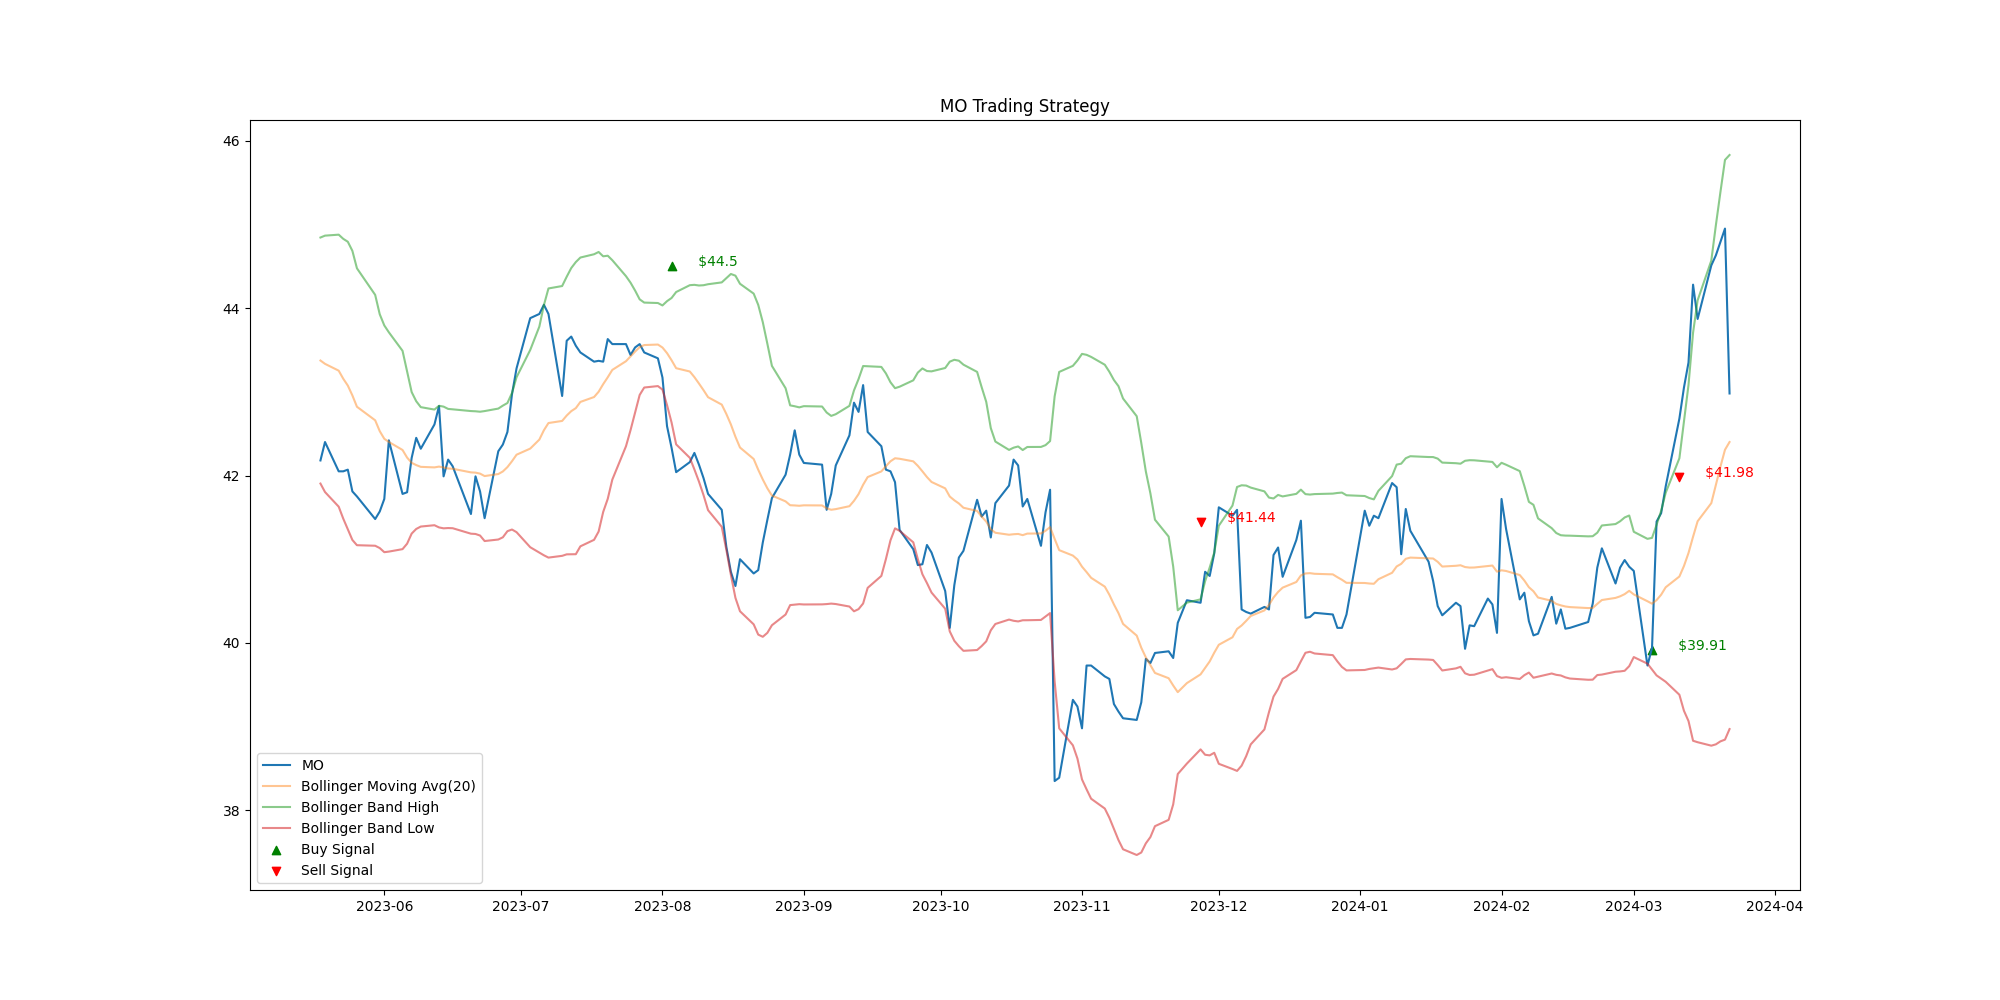 MO Trading Strategy
46
44
42
40
38
$44.5
$41.44
$41.98
$39.91
MO
Bollinger Moving Avg(20)
Bollinger Band High
Bollinger Band Low
Buy Signal
Sell Signal
2023-06
2023-07
2023-08
2023-09
2023-10
2023-11
2023-12
2024-01
2024-02
2024-03
2024-04